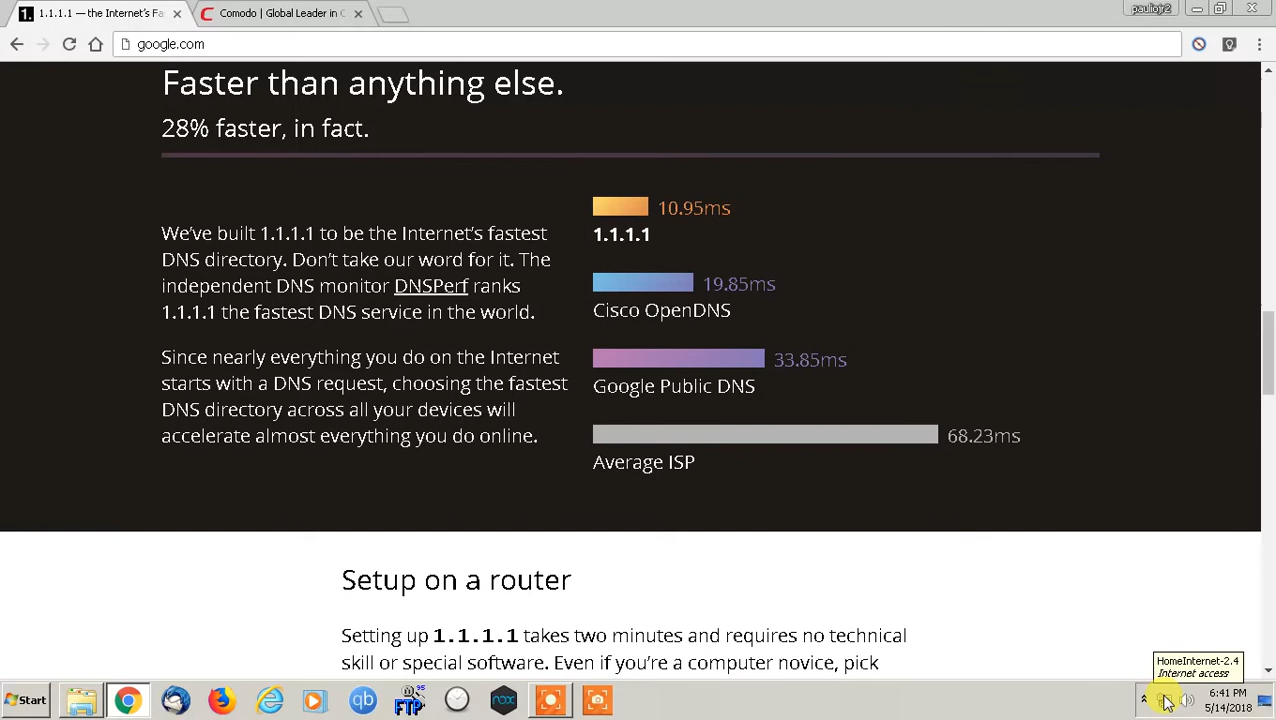 1.1.1.1 — the Internet's Fa
Comodo | Global Leader in C
pauliojr2
google.com
Faster than anything else.
28% faster, in fact.
We've built 1.1.1.1 to be the Internet's fastest
DNS directory. Don't take our word for it. The
independent DNS monitor DNSPerf ranks
1.1.1.1 the fastest DNS service in the world.
Since nearly everything you do on the Internet
starts with a DNS request, choosing the fastest
DNS directory across all your devices will
accelerate almost everything you do online.
10.95ms
1.1.1.1
19.85ms
Cisco OpenDNS
33.85ms
Google Public DNS
68.23ms
Average ISP
Setup on a router
Setting up 1.1.1.1 takes two minutes and requires no technical
skill or special software. Even if you're a computer novice, pick
HomeInternet-2.4
Internet access
Start
qb
FTP
nox
6:41 PM
5/14/2018